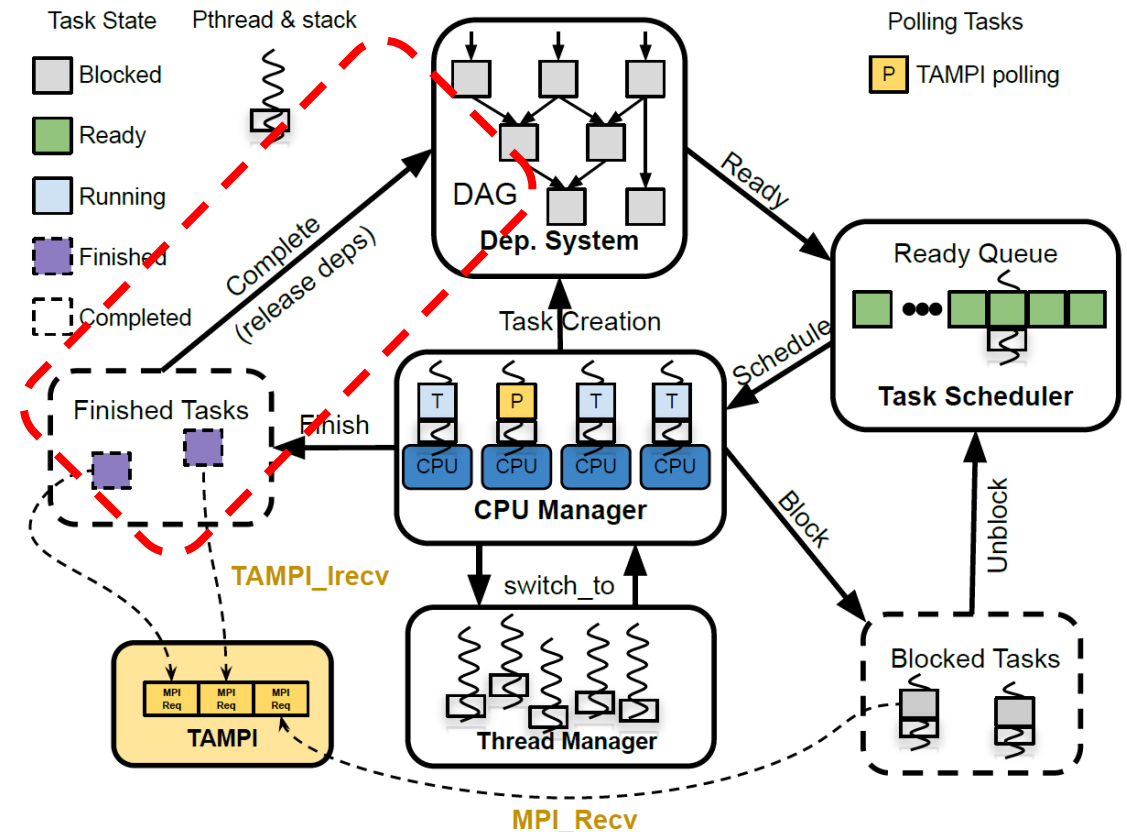 Task State
Pthread & stack
Polling Tasks
Blocked
P
TAMPI polling
Ready
Running
Finished
Completed
DAG
Dep. System
Complete
(release deps)
Ready
Task Creation
Ready Queue
Task Scheduler
Schedule
Finished Tasks
Finish
T
P
T
T
CPU
CPU
CPU
CPU
CPU Manager
Block
Unblock
TAMPI_Irecv
switch_to
MPI
Req
MPI
Req
MPI
Req
TAMPI
Thread Manager
Blocked Tasks
MPI_Recv